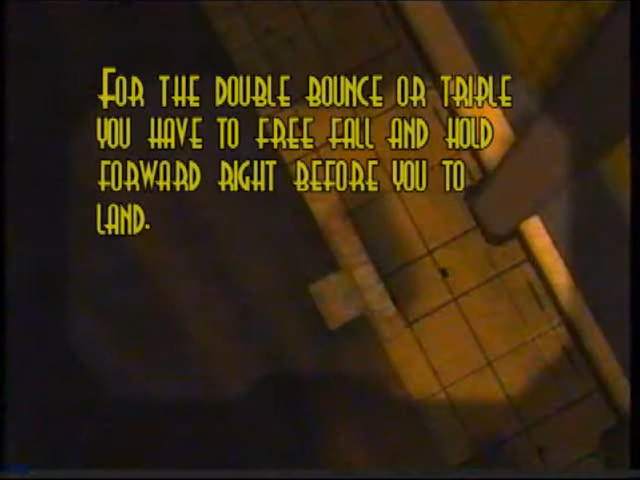 For the double bounce or triple
you have to free fall and hold
forward right before you to
land.